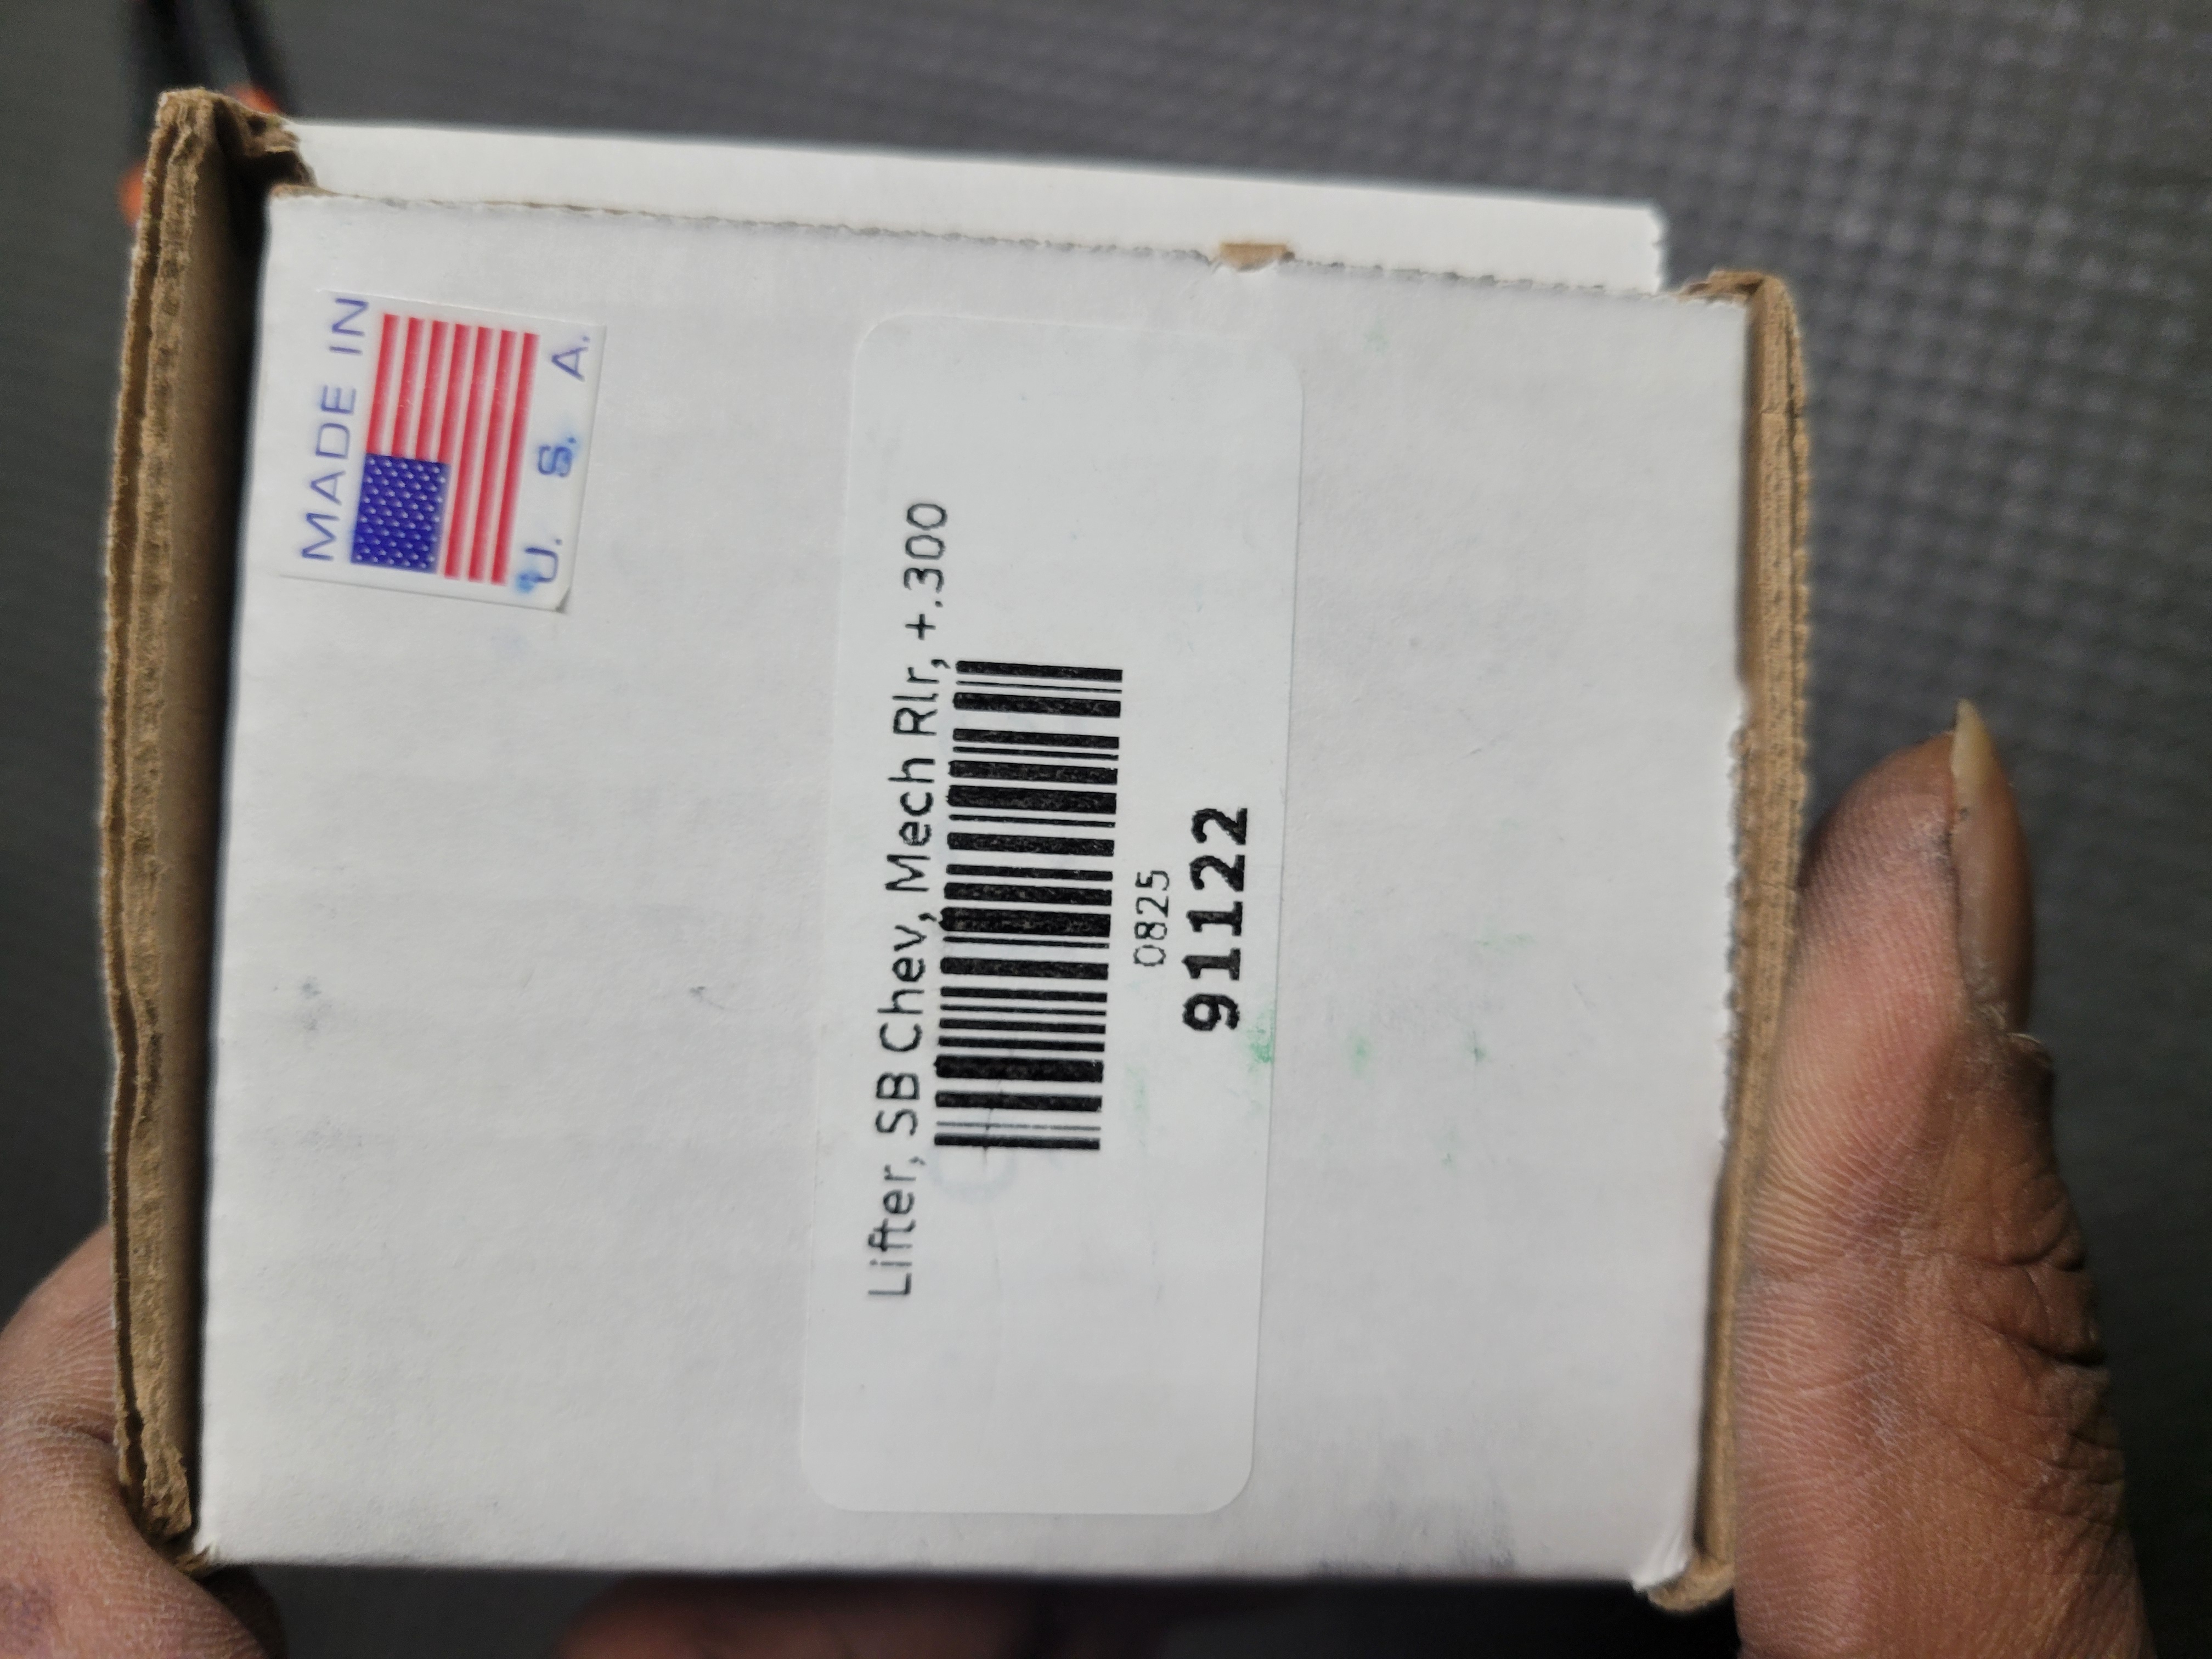 MADE IN
U. S. A.
Lifter, SB Chev, Mech Rlr, +.300
0825
91122